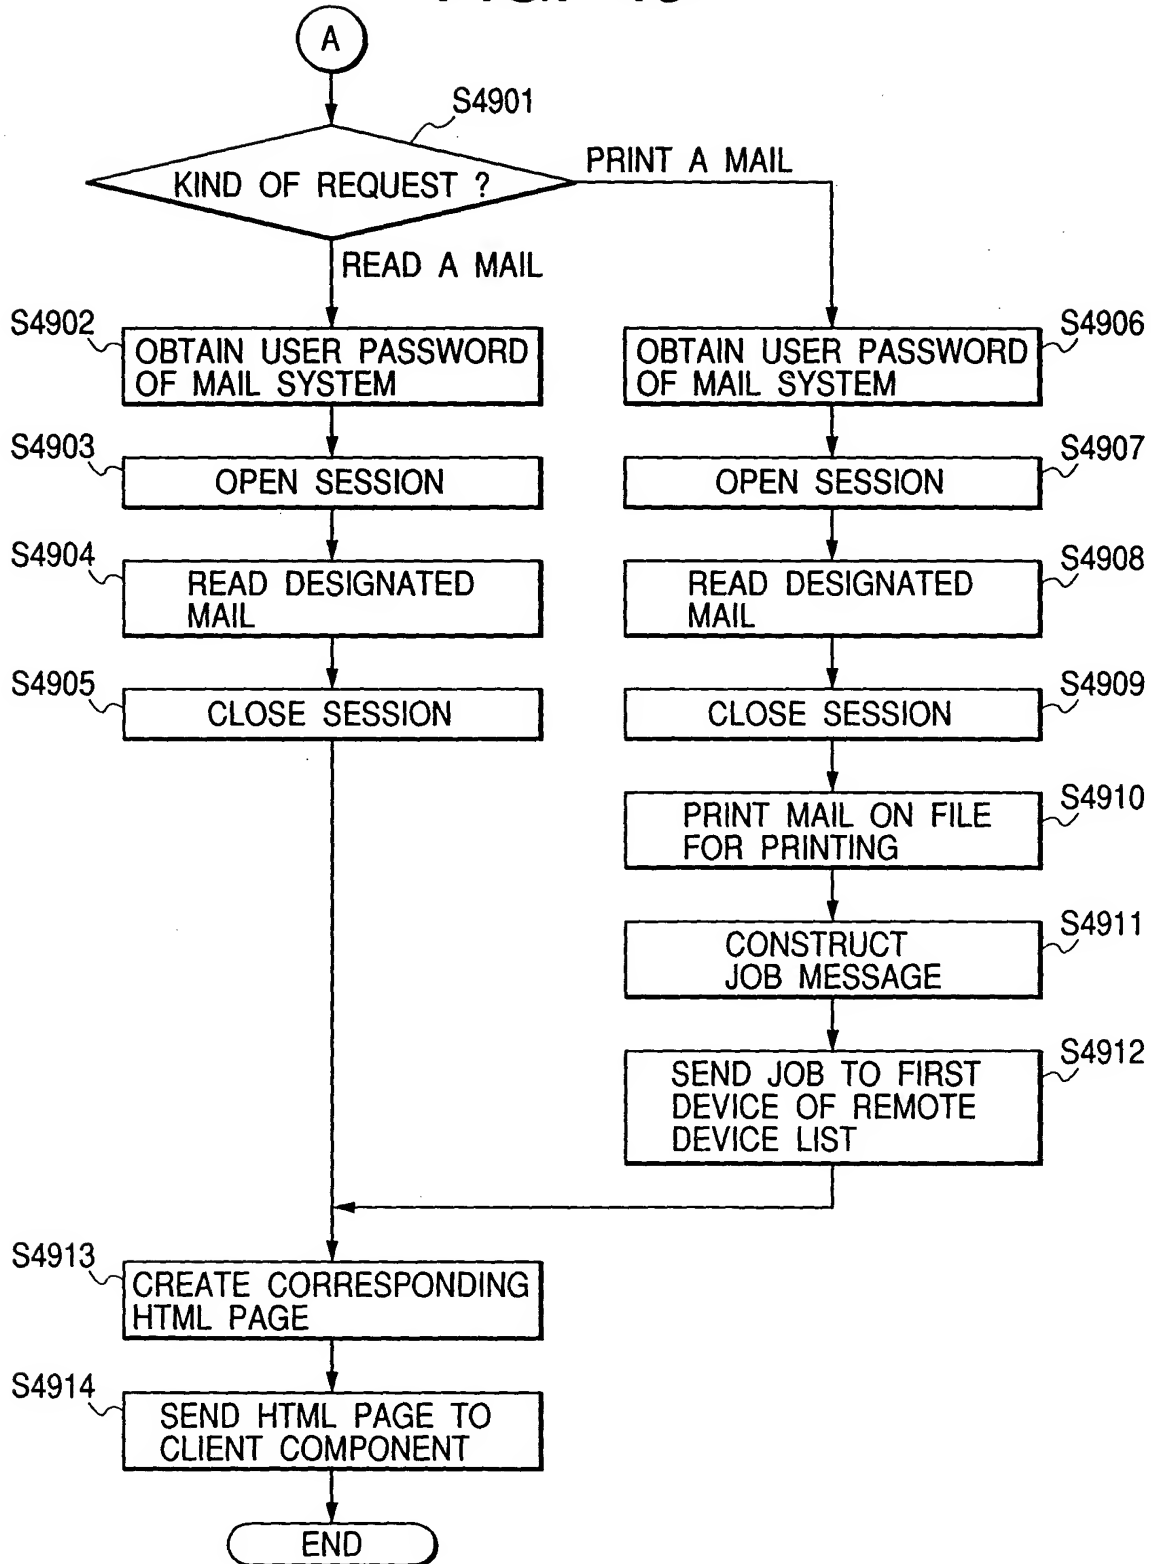 A
S4901
KIND OF REQUEST ?
PRINT A MAIL
READ A MAIL
S4902
OBTAIN USER PASSWORD
OF MAIL SYSTEM
S4903
OPEN SESSION
S4904
READ DESIGNATED
MAIL
S4905
CLOSE SESSION
S4906
OBTAIN USER PASSWORD
OF MAIL SYSTEM
S4907
OPEN SESSION
S4908
READ DESIGNATED
MAIL
S4909
CLOSE SESSION
S4910
PRINT MAIL ON FILE
FOR PRINTING
S4911
CONSTRUCT
JOB MESSAGE
S4912
SEND JOB TO FIRST
DEVICE OF REMOTE
DEVICE LIST
S4913
CREATE CORRESPONDING
HTML PAGE
S4914
SEND HTML PAGE TO
CLIENT COMPONENT
END